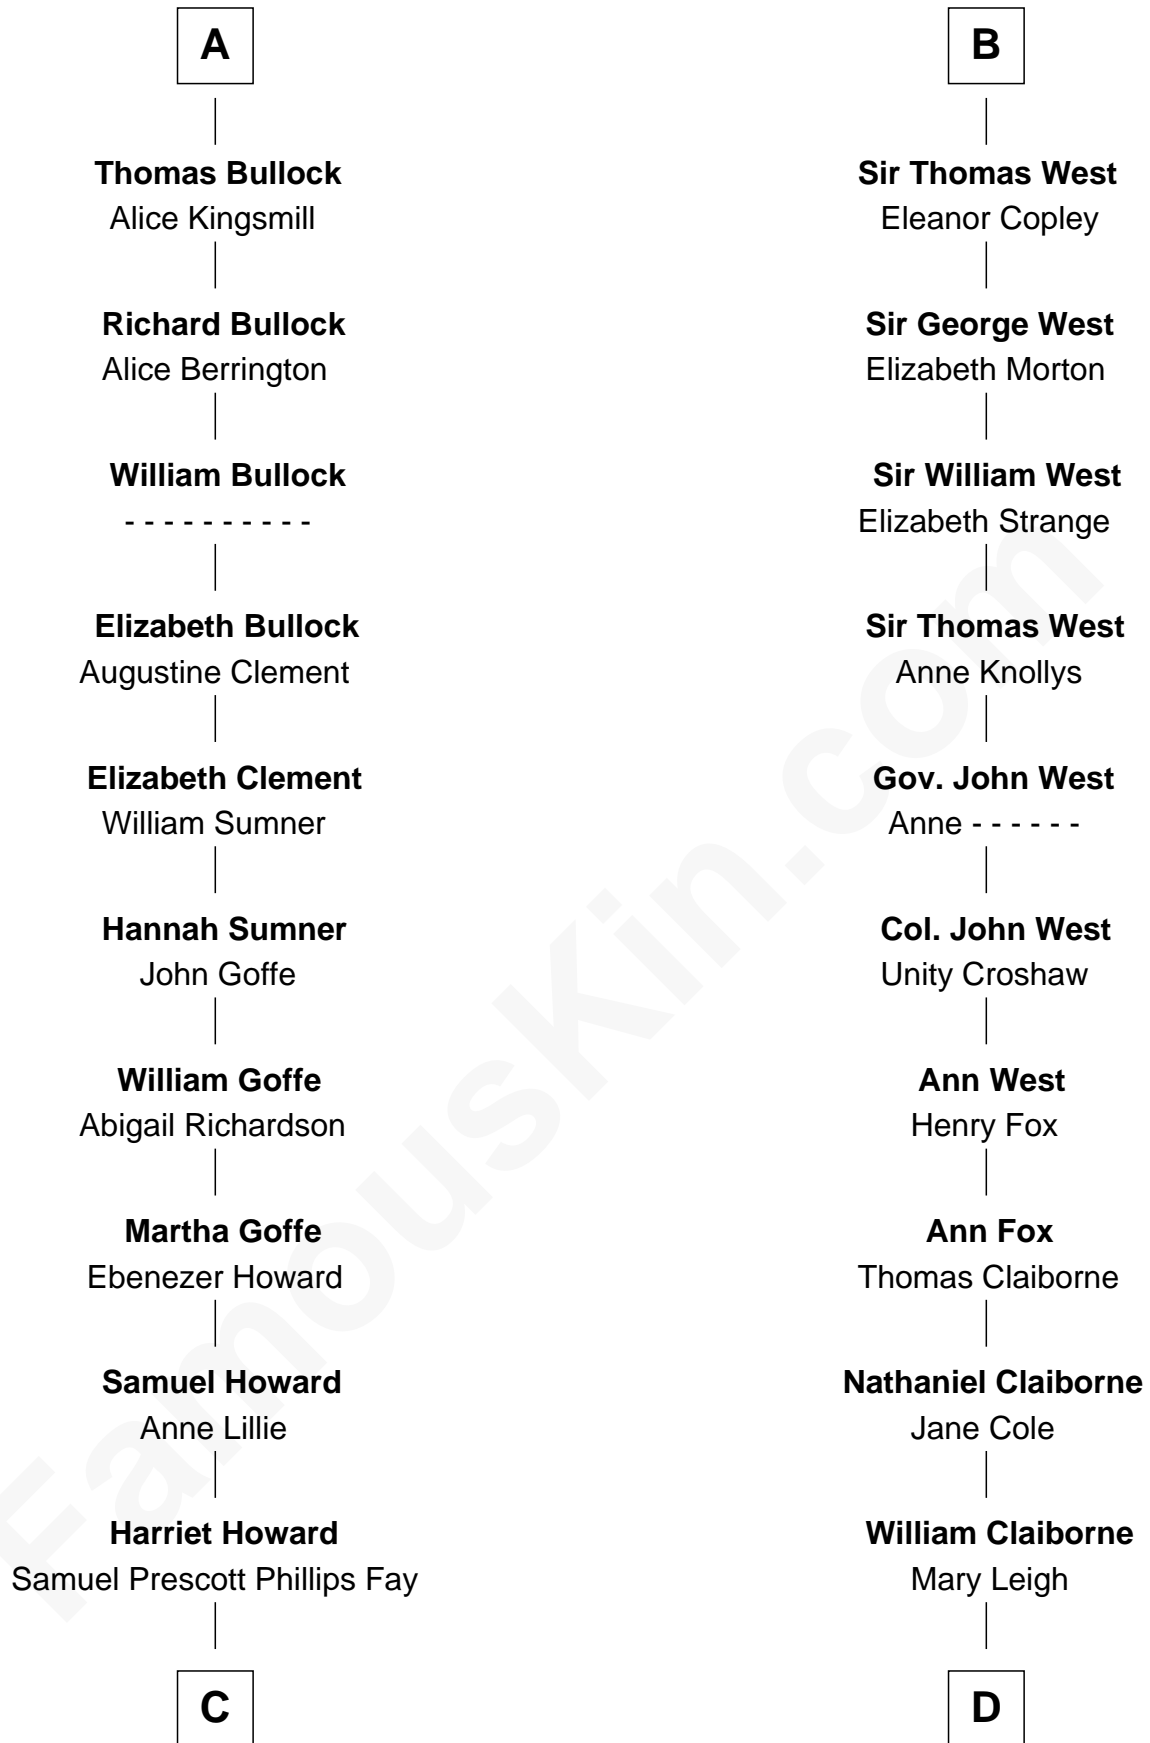 A
Thomas Bullock
Alice Kingsmill
Richard Bullock
Alice Berrington
William Bullock
- - - - - - - - - -
Elizabeth Bullock
Augustine Clement
Elizabeth Clement
William Sumner
Hannah Sumner
John Goffe
William Goffe
Abigail Richardson
Martha Goffe
Ebenezer Howard
Samuel Howard
Anne Lillie
Harriet Howard
Samuel Prescott Phillips Fay
C
B
Sir Thomas West
Eleanor Copley
Sir George West
Elizabeth Morton
Sir William West
Elizabeth Strange
Sir Thomas West
Anne Knollys
Gov. John West
Anne - - - - - -
Col. John West
Unity Croshaw
Ann West
Henry Fox
Ann Fox
Thomas Claiborne
Nathaniel Claiborne
Jane Cole
William Claiborne
Mary Leigh
D
FamousKin.com